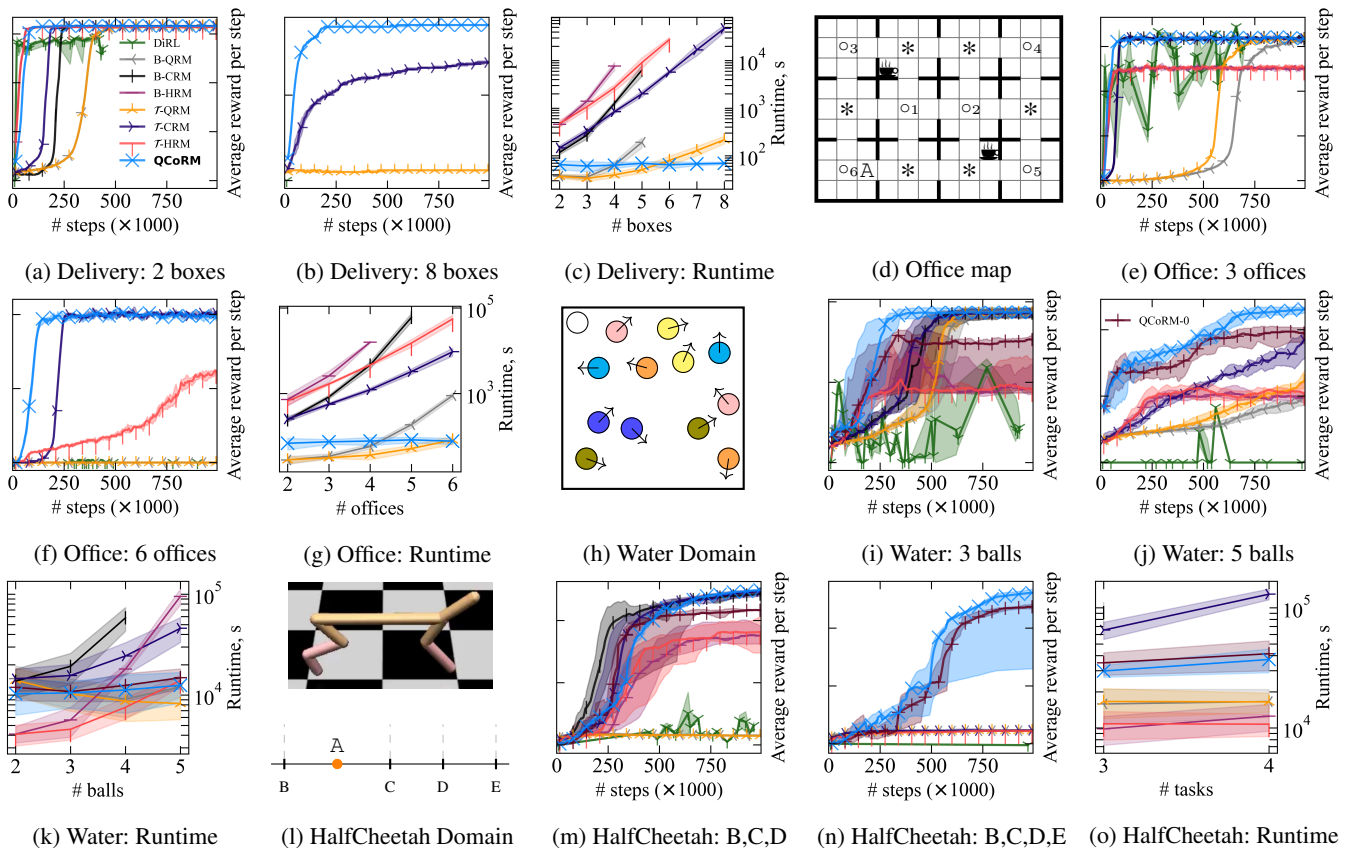 DiRL
B-QRM
B-CRM
B-HRM
𝒯-QRM
𝒯-CRM
𝒯-HRM
QCoRM
0 250 500 750
# steps (×1000)
Average reward per step
(a) Delivery: 2 boxes
0 250 500 750
# steps (×1000)
Average reward per step
(b) Delivery: 8 boxes
10⁴
10³
10²
Runtime, s
2 3 4 5 6 7 8
# boxes
(c) Delivery: Runtime
○3 * * ○4
* ○1 ○2 *
○6 A * * ○5
(d) Office map
0 250 500 750
# steps (×1000)
Average reward per step
(e) Office: 3 offices
0 250 500 750
# steps (×1000)
Average reward per step
(f) Office: 6 offices
10⁵
10³
Runtime, s
2 3 4 5 6
# offices
(g) Office: Runtime
(h) Water Domain
0 250 500 750
# steps (×1000)
Average reward per step
(i) Water: 3 balls
QCoRM-0
0 250 500 750
# steps (×1000)
Average reward per step
(j) Water: 5 balls
10⁵
10⁴
Runtime, s
2 3 4 5
# balls
(k) Water: Runtime
A
B C D E
(l) HalfCheetah Domain
0 250 500 750
# steps (×1000)
Average reward per step
(m) HalfCheetah: B,C,D
0 250 500 750
# steps (×1000)
Average reward per step
(n) HalfCheetah: B,C,D,E
10⁵
10⁴
Runtime, s
3 4
# tasks
(o) HalfCheetah: Runtime